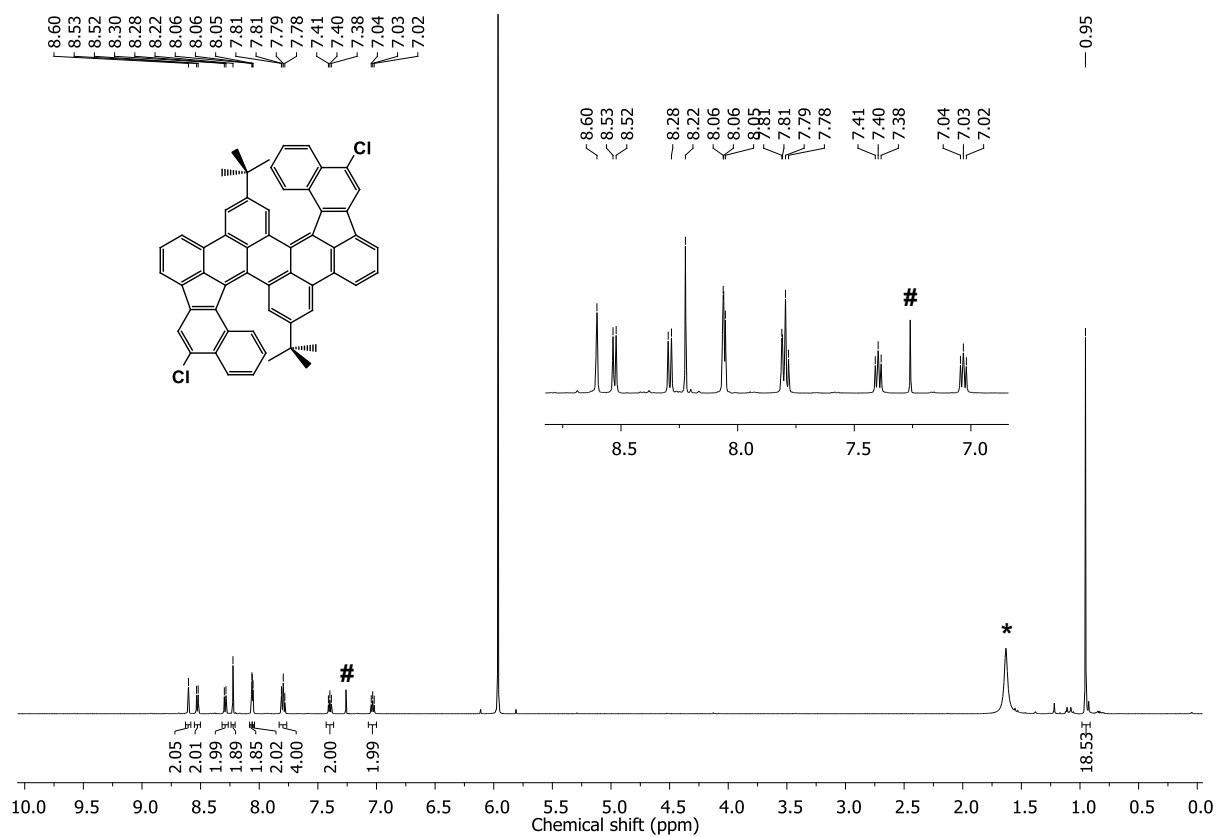 8.60 8.53 8.52 8.30 8.28 8.22 8.06 8.06 8.05 7.81 7.81 7.79 7.78 7.41 7.40 7.38 7.04 7.03 7.02
0.95
8.60 8.53 8.52 8.28 8.22 8.06 8.06 8.05 7.81 7.81 7.79 7.78 7.41 7.40 7.38 7.04 7.03 7.02
Cl
Cl
#
8.5 8.0 7.5 7.0
*
#
2.05 2.01 1.99 1.89 1.85 2.02 4.00 2.00 1.99 18.53
10.0 9.5 9.0 8.5 8.0 7.5 7.0 6.5 6.0 5.5 5.0 4.5 4.0 3.5 3.0 2.5 2.0 1.5 1.0 0.5 0.0
Chemical shift (ppm)